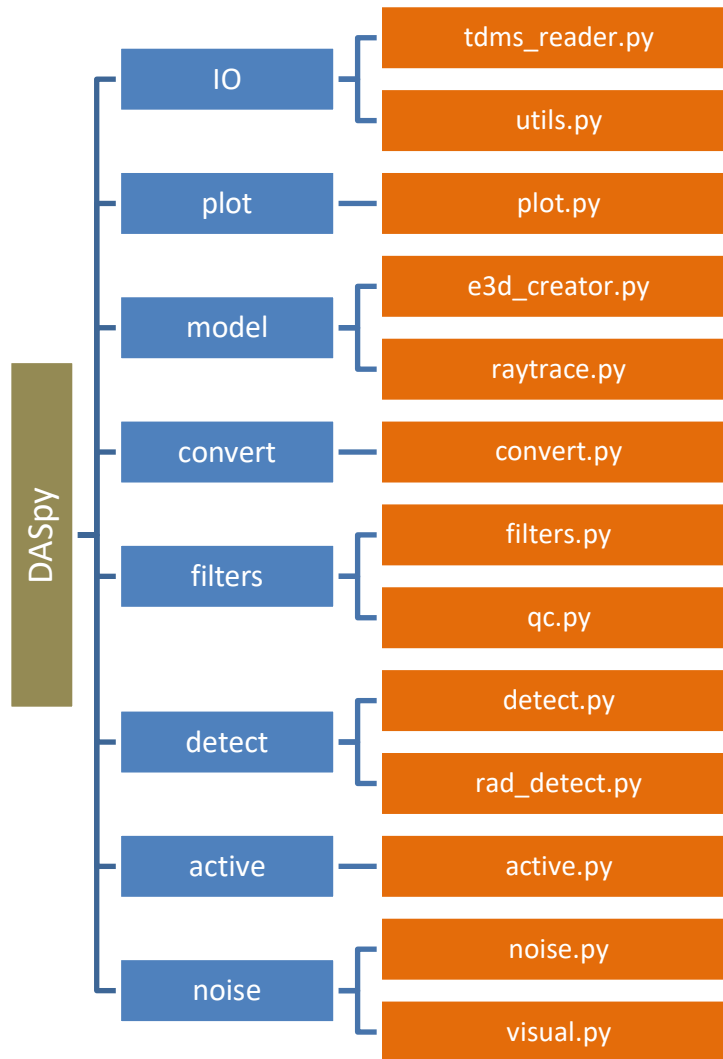 DASpy
IO
tdms_reader.py
utils.py
plot
plot.py
model
e3d_creator.py
raytrace.py
convert
convert.py
filters
filters.py
qc.py
detect
detect.py
rad_detect.py
active
active.py
noise
noise.py
visual.py